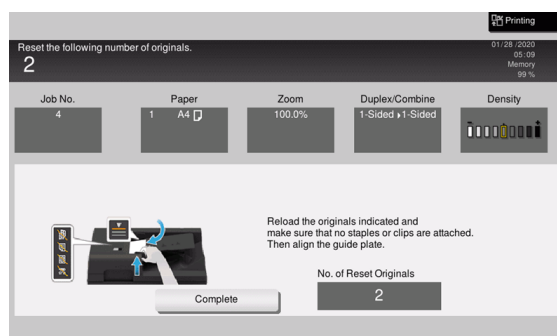 Printing
Reset the following number of originals.
2
01/28 /2020
05:09
Memory
99 %
Job No.
4
Paper
1 A4
Zoom
100.0%
Duplex/Combine
1-Sided ▸1-Sided
Density
- +
Reload the originals indicated and
make sure that no staples or clips are attached.
Then align the guide plate.
No. of Reset Originals
2
Complete